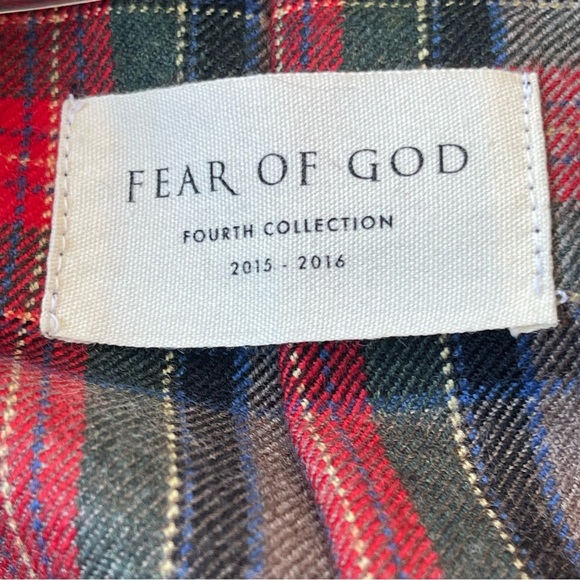 FEAR OF GOD
FOURTH COLLECTION
2015 - 2016